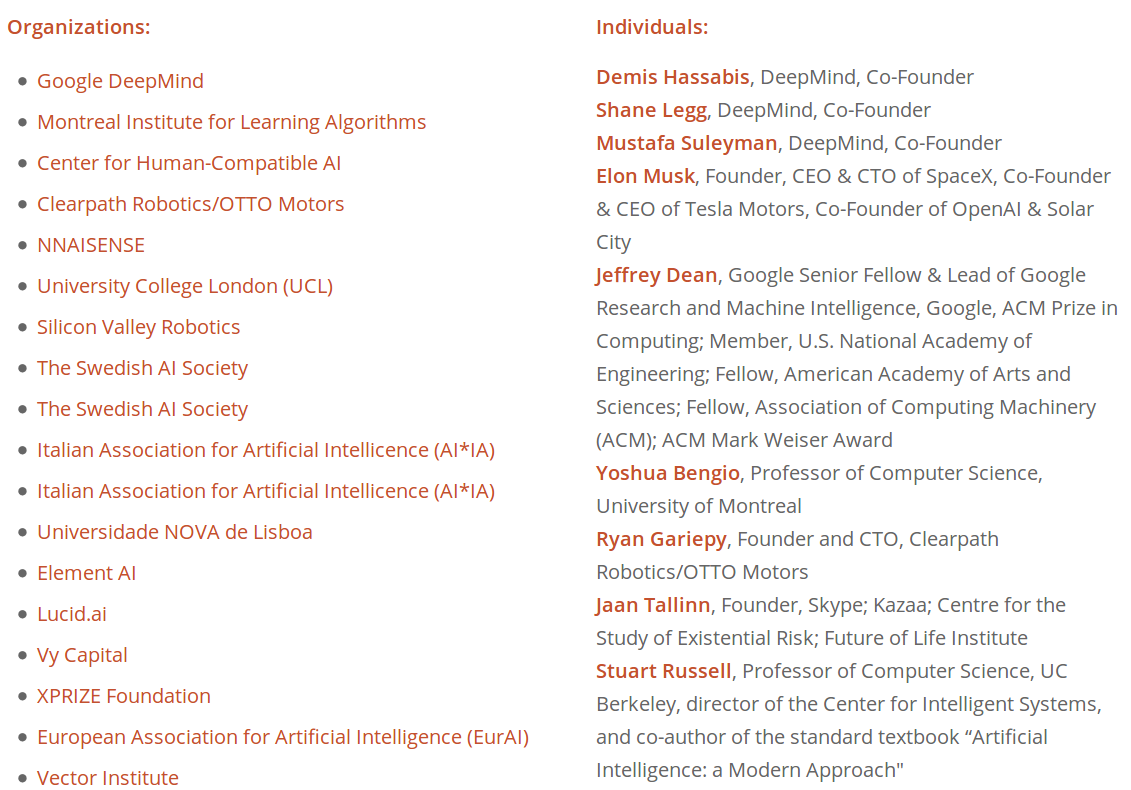 Organizations:
Google DeepMind
Montreal Institute for Learning Algorithms
Center for Human-Compatible AI
Clearpath Robotics/OTTO Motors
NNAISENSE
University College London (UCL)
Silicon Valley Robotics
The Swedish AI Society
The Swedish AI Society
Italian Association for Artificial Intellicence (AI*IA)
Italian Association for Artificial Intellicence (AI*IA)
Universidade NOVA de Lisboa
Element AI
Lucid.ai
Vy Capital
XPRIZE Foundation
European Association for Artificial Intelligence (EurAI)
Vector Institute
Individuals:
Demis Hassabis, DeepMind, Co-Founder
Shane Legg, DeepMind, Co-Founder
Mustafa Suleyman, DeepMind, Co-Founder
Elon Musk, Founder, CEO & CTO of SpaceX, Co-Founder
& CEO of Tesla Motors, Co-Founder of OpenAI & Solar
City
Jeffrey Dean, Google Senior Fellow & Lead of Google
Research and Machine Intelligence, Google, ACM Prize in
Computing; Member, U.S. National Academy of
Engineering; Fellow, American Academy of Arts and
Sciences; Fellow, Association of Computing Machinery
(ACM); ACM Mark Weiser Award
Yoshua Bengio, Professor of Computer Science,
University of Montreal
Ryan Gariepy, Founder and CTO, Clearpath
Robotics/OTTO Motors
Jaan Tallinn, Founder, Skype; Kazaa; Centre for the
Study of Existential Risk; Future of Life Institute
Stuart Russell, Professor of Computer Science, UC
Berkeley, director of the Center for Intelligent Systems,
and co-author of the standard textbook “Artificial
Intelligence: a Modern Approach"